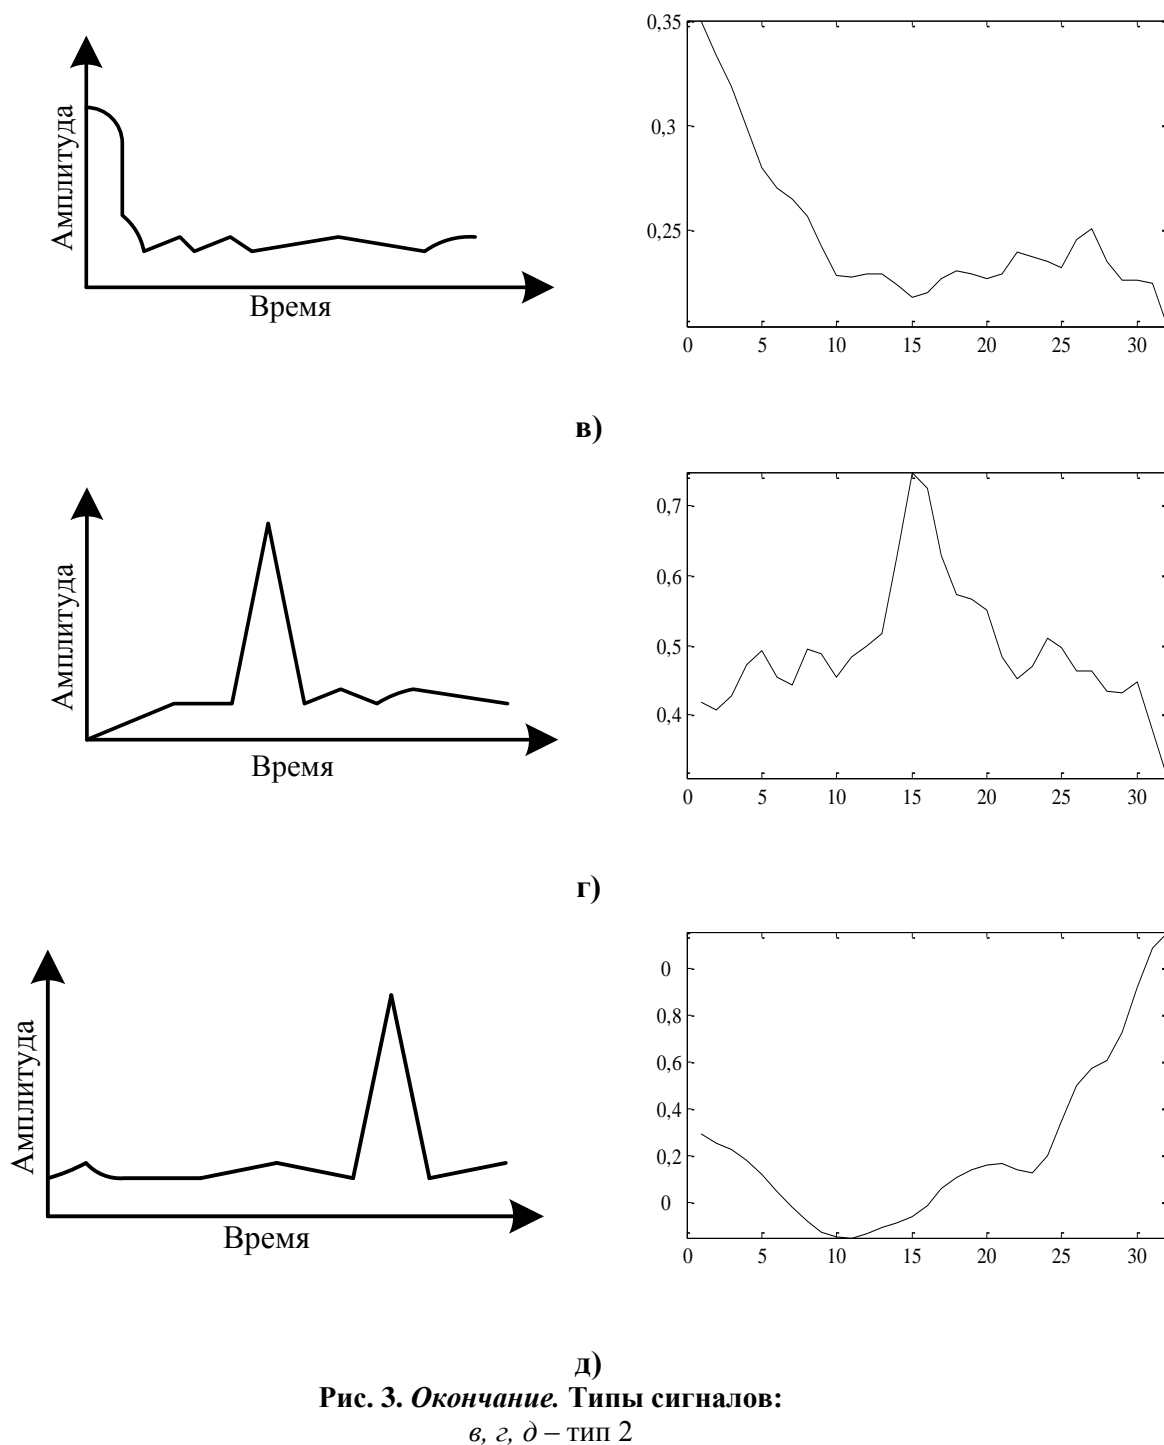 Амплитуда
Время
0,35
0,3
0,25
0 5 10 15 20 25 30
в)
Амплитуда
Время
0,7
0,6
0,5
0,4
0 5 10 15 20 25 30
г)
Амплитуда
Время
0
0,8
0,6
0,4
0,2
0
0 5 10 15 20 25 30
д)
Рис. 3. Окончание. Типы сигналов:
в, г, д – тип 2